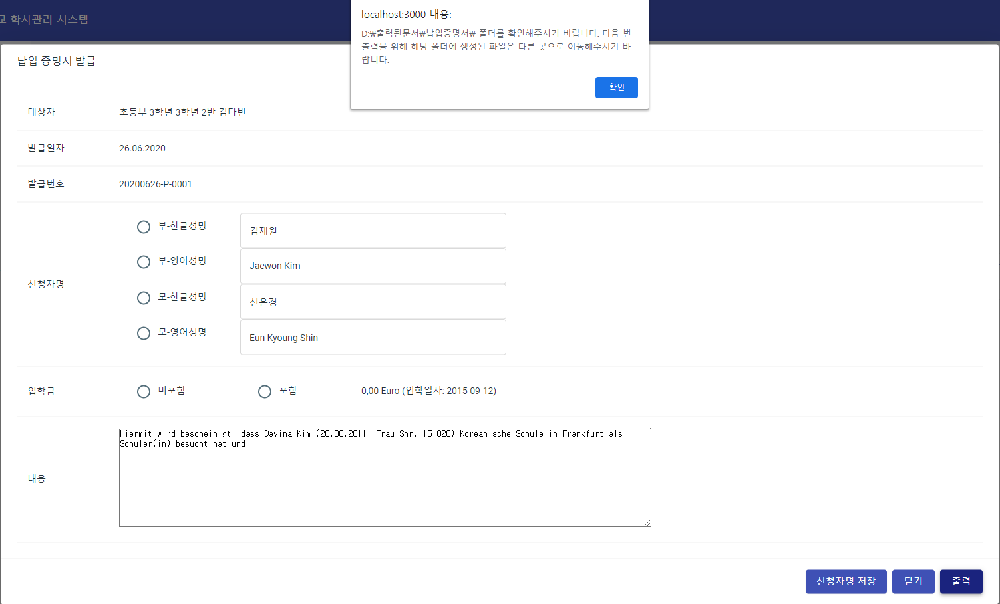 교 학사관리 시스템
localhost:3000 내용:
D:₩출력된문서₩납입증명서₩ 폴더를 확인해주시기 바랍니다. 다음 번
출력을 위해 해당 폴더에 생성된 파일은 다른 곳으로 이동해주시기 바
랍니다.
확인
납입 증명서 발급
대상자 초등부 3학년 3학년 2반 김다빈
발급일자 26.06.2020
발급번호 20200626-P-0001
신청자명
부-한글성명 김재원
부-영어성명 Jaewon Kim
모-한글성명 신은경
모-영어성명 Eun Kyoung Shin
입학금 미포함 포함 0,00 Euro (입학일자: 2015-09-12)
내용
Hiermit wird bescheinigt, dass Davina Kim (28.08.2011, Frau Snr. 151026) Koreanische Schule in Frankfurt als
Schuler(in) besucht hat und
신청자명 저장 닫기 출력